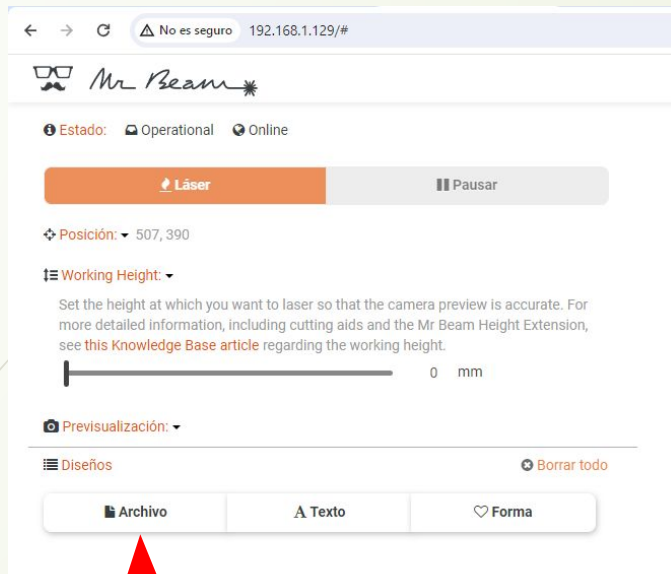 No es seguro 192.168.1.129/#
Mr Beam
Estado: Operational Online
Láser Pausar
Posición: 507, 390
Working Height:
Set the height at which you want to laser so that the camera preview is accurate. For
more detailed information, including cutting aids and the Mr Beam Height Extension,
see this Knowledge Base article regarding the working height.
0 mm
Previsualización:
Diseños Borrar todo
Archivo A Texto Forma